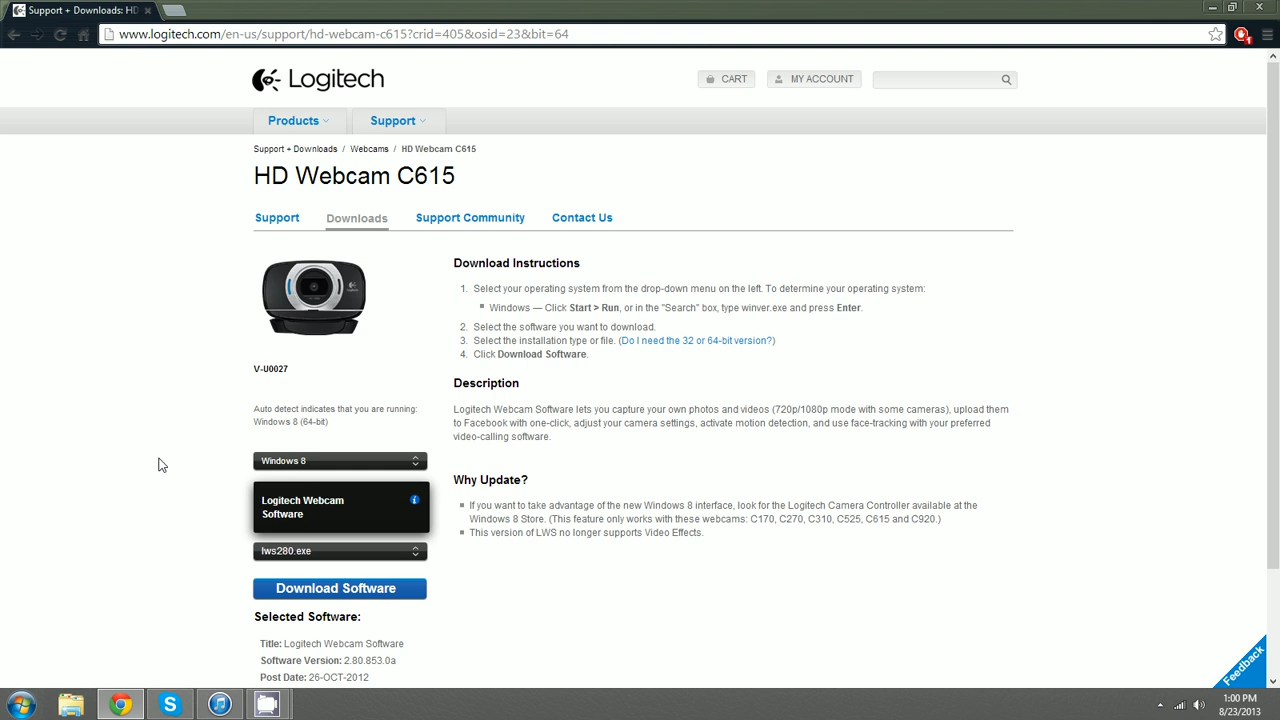 Support + Downloads: HD
www.logitech.com/en-us/support/hd-webcam-c615?crid=405&osid=23&bit=64
1
Logitech
CART
MY ACCOUNT
Products
Support
Support + Downloads / Webcams / HD Webcam C615
HD Webcam C615
Support
Downloads
Support Community
Contact Us
V-U0027
Auto detect indicates that you are running:
Windows 8 (64-bit)
Windows 8
Logitech Webcam
Software
i
lws280.exe
Download Software
Selected Software:
Title: Logitech Webcam Software
Software Version: 2.80.853.0a
Post Date: 26-OCT-2012
Download Instructions
1. Select your operating system from the drop-down menu on the left. To determine your operating system:
Windows — Click Start > Run, or in the "Search" box, type winver.exe and press Enter.
2. Select the software you want to download.
3. Select the installation type or file. (Do I need the 32 or 64-bit version?)
4. Click Download Software.
Description
Logitech Webcam Software lets you capture your own photos and videos (720p/1080p mode with some cameras), upload them
to Facebook with one-click, adjust your camera settings, activate motion detection, and use face-tracking with your preferred
video-calling software.
Why Update?
If you want to take advantage of the new Windows 8 interface, look for the Logitech Camera Controller available at the
Windows 8 Store. (This feature only works with these webcams: C170, C270, C310, C525, C615 and C920.)
This version of LWS no longer supports Video Effects.
Feedback
1:00 PM
8/23/2013